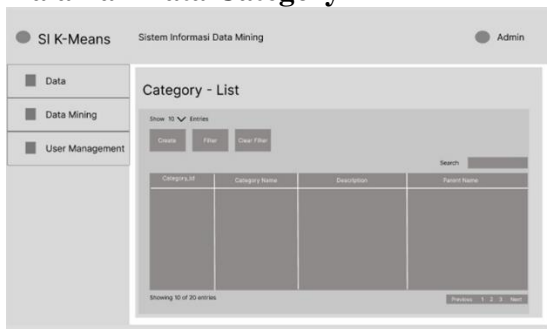 SI K-Means
Sistem Informasi Data Mining
Admin
Data
Data Mining
User Management
Category - List
Show 10 Entries
Create
Filter
Clear Filter
Search
Category_Id
Category Name
Description
Parent Name
Showing 10 of 20 entries
Previous 1 2 3 Next